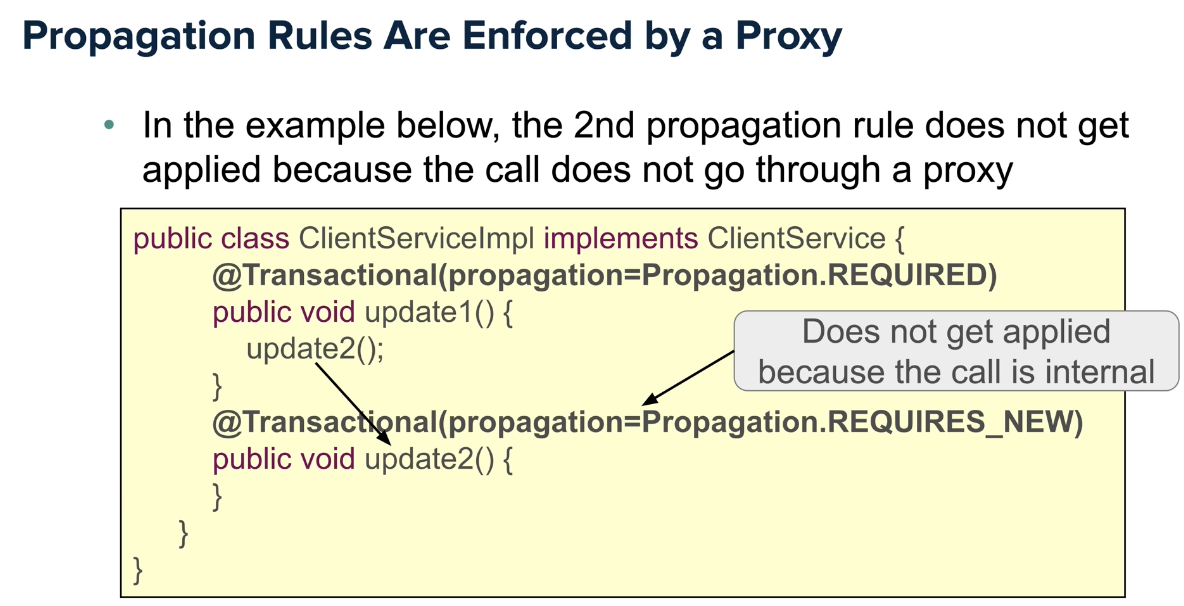 Propagation Rules Are Enforced by a Proxy
• In the example below, the 2nd propagation rule does not get
applied because the call does not go through a proxy
public class ClientServiceImpl implements ClientService {
@Transactional(propagation=Propagation.REQUIRED)
public void update1() {
update2();
}
Does not get applied
because the call is internal
@Transactional(propagation=Propagation.REQUIRES_NEW)
public void update2() {
}
}
}